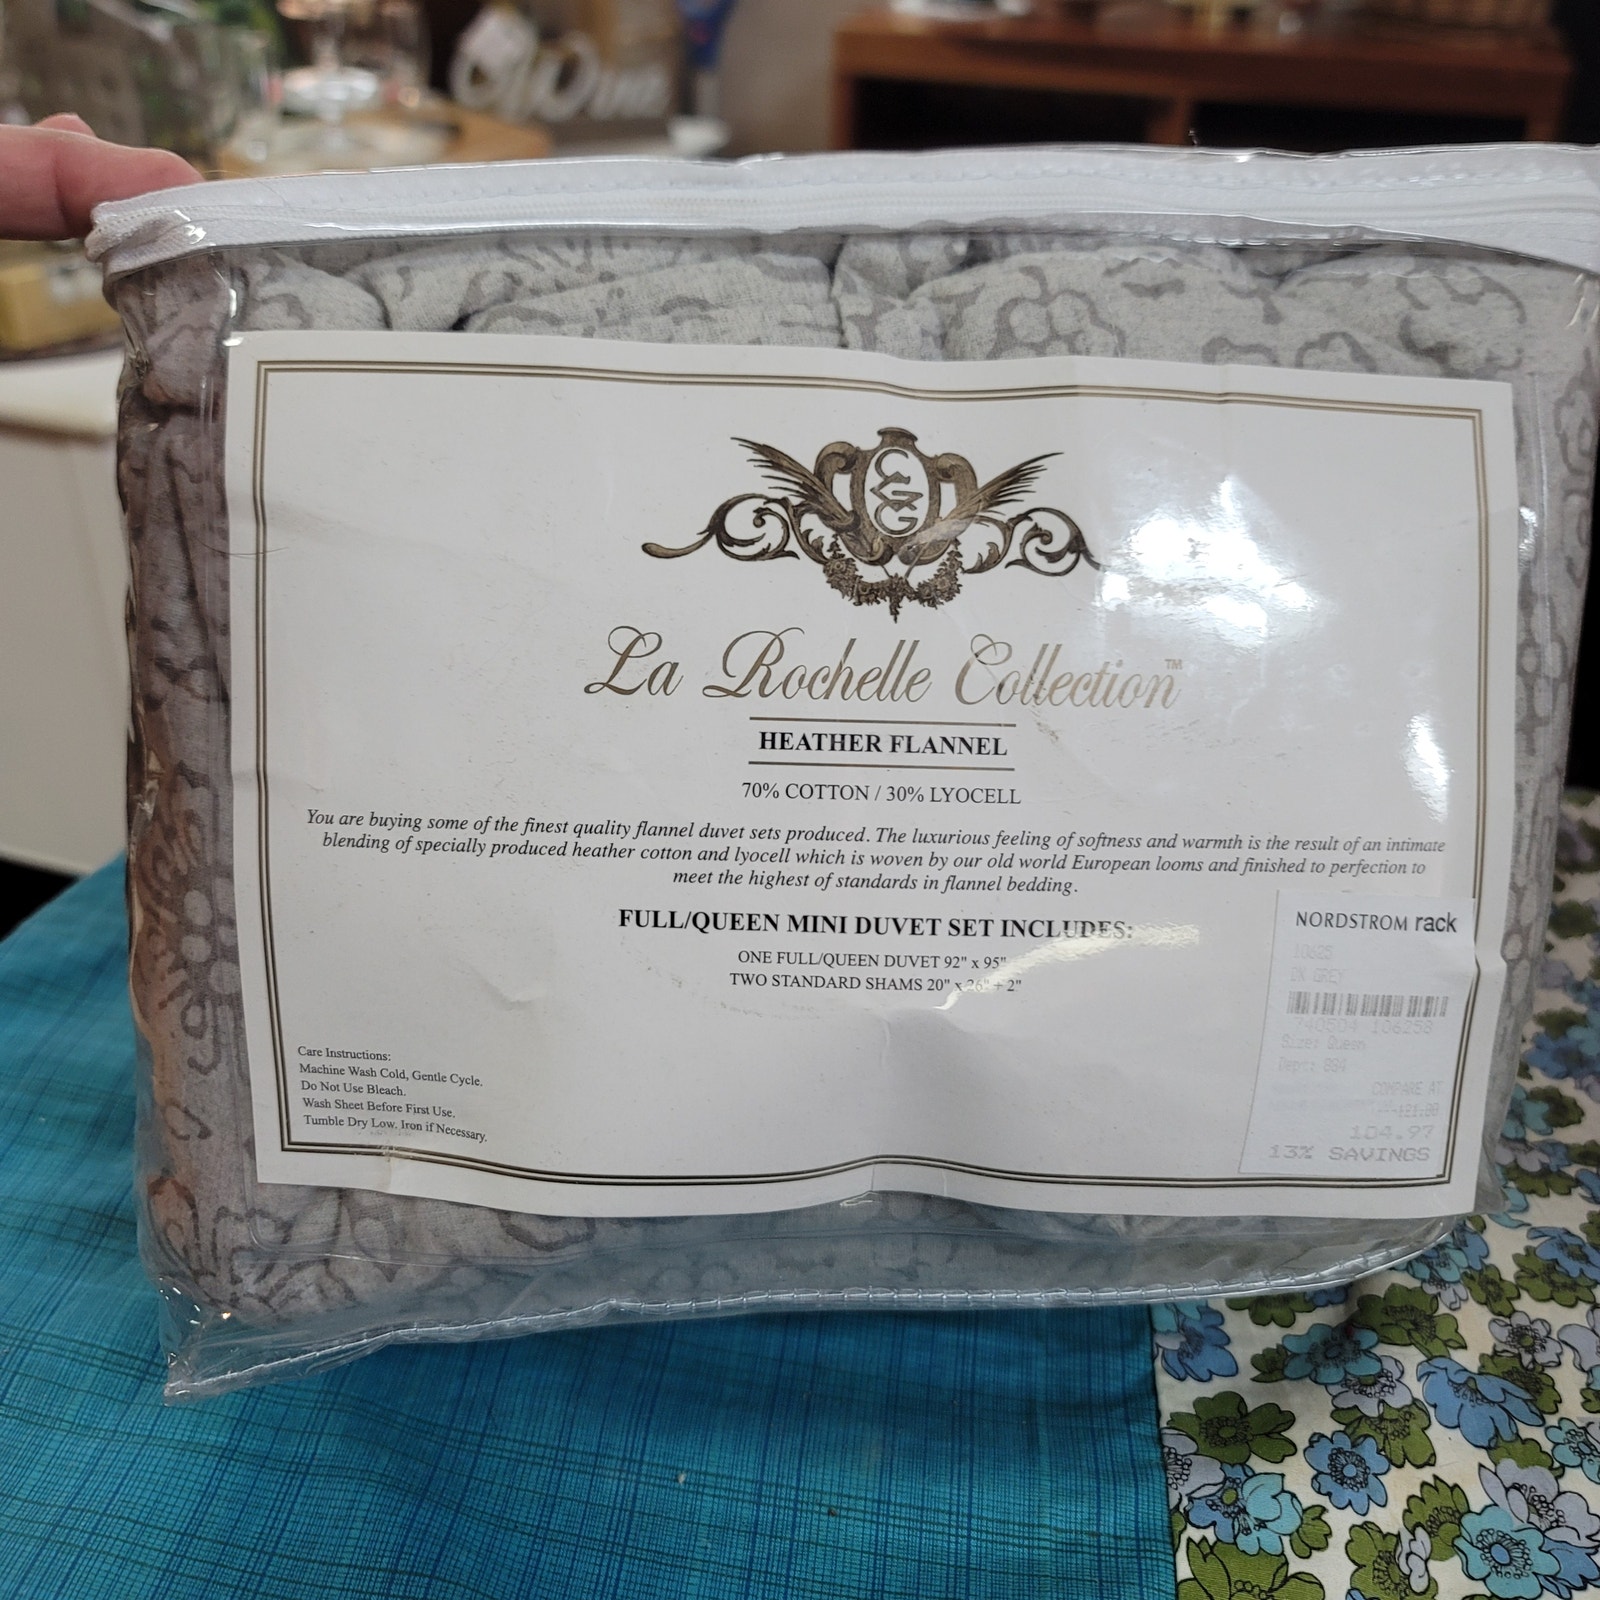 La Rochelle Collection™
HEATHER FLANNEL
70% COTTON / 30% LYOCELL
You are buying some of the finest quality flannel duvet sets produced. The luxurious feeling of softness and warmth is the result of an intimate
blending of specially produced heather cotton and lyocell which is woven by our old world European looms and finished to perfection to
meet the highest of standards in flannel bedding.
FULL/QUEEN MINI DUVET SET INCLUDES:
ONE FULL/QUEEN DUVET 92" x 95"
TWO STANDARD SHAMS 20" x 26" + 2"
Care Instructions:
Machine Wash Cold, Gentle Cycle.
Do Not Use Bleach.
Wash Sheet Before First Use.
Tumble Dry Low. Iron if Necessary.
NORDSTROM rack
10625
DK GREY
740504 106258
Size: Queen
Dept: 894
COMPARE AT
121.00
104.97
13% SAVINGS